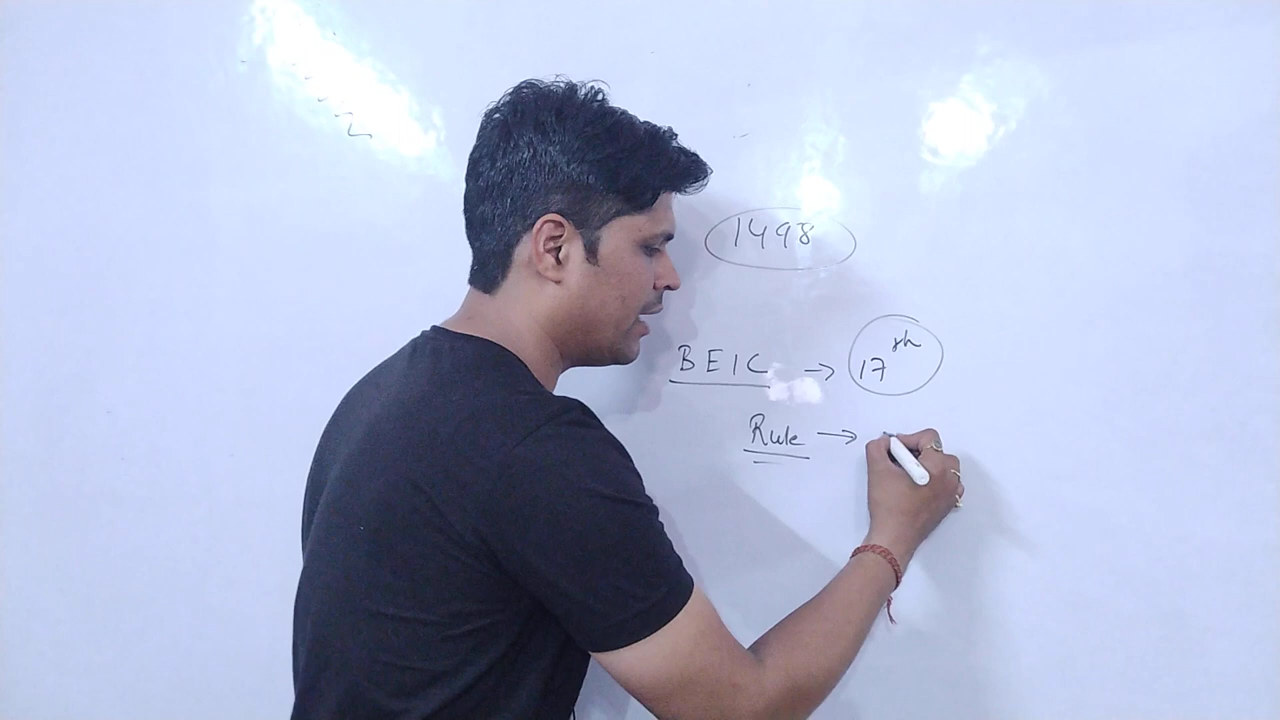 1498
BEIC → 17th
Rule →